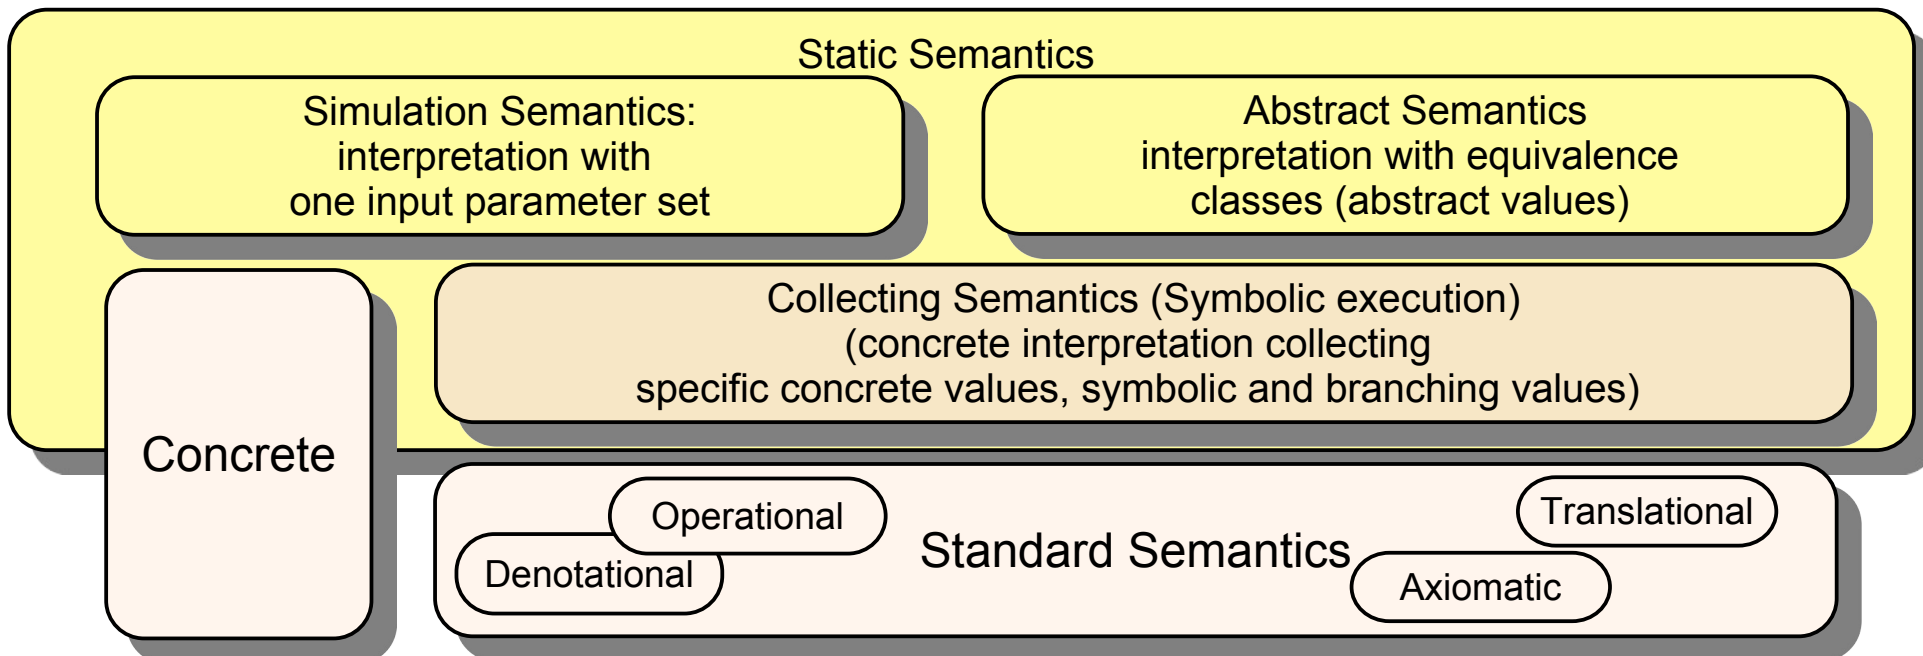 Static Semantics
Simulation Semantics:
interpretation with
one input parameter set
Abstract Semantics
interpretation with equivalence
classes (abstract values)
Collecting Semantics (Symbolic execution)
(concrete interpretation collecting
specific concrete values, symbolic and branching values)
Concrete
Operational
Denotational
Standard Semantics
Translational
Axiomatic